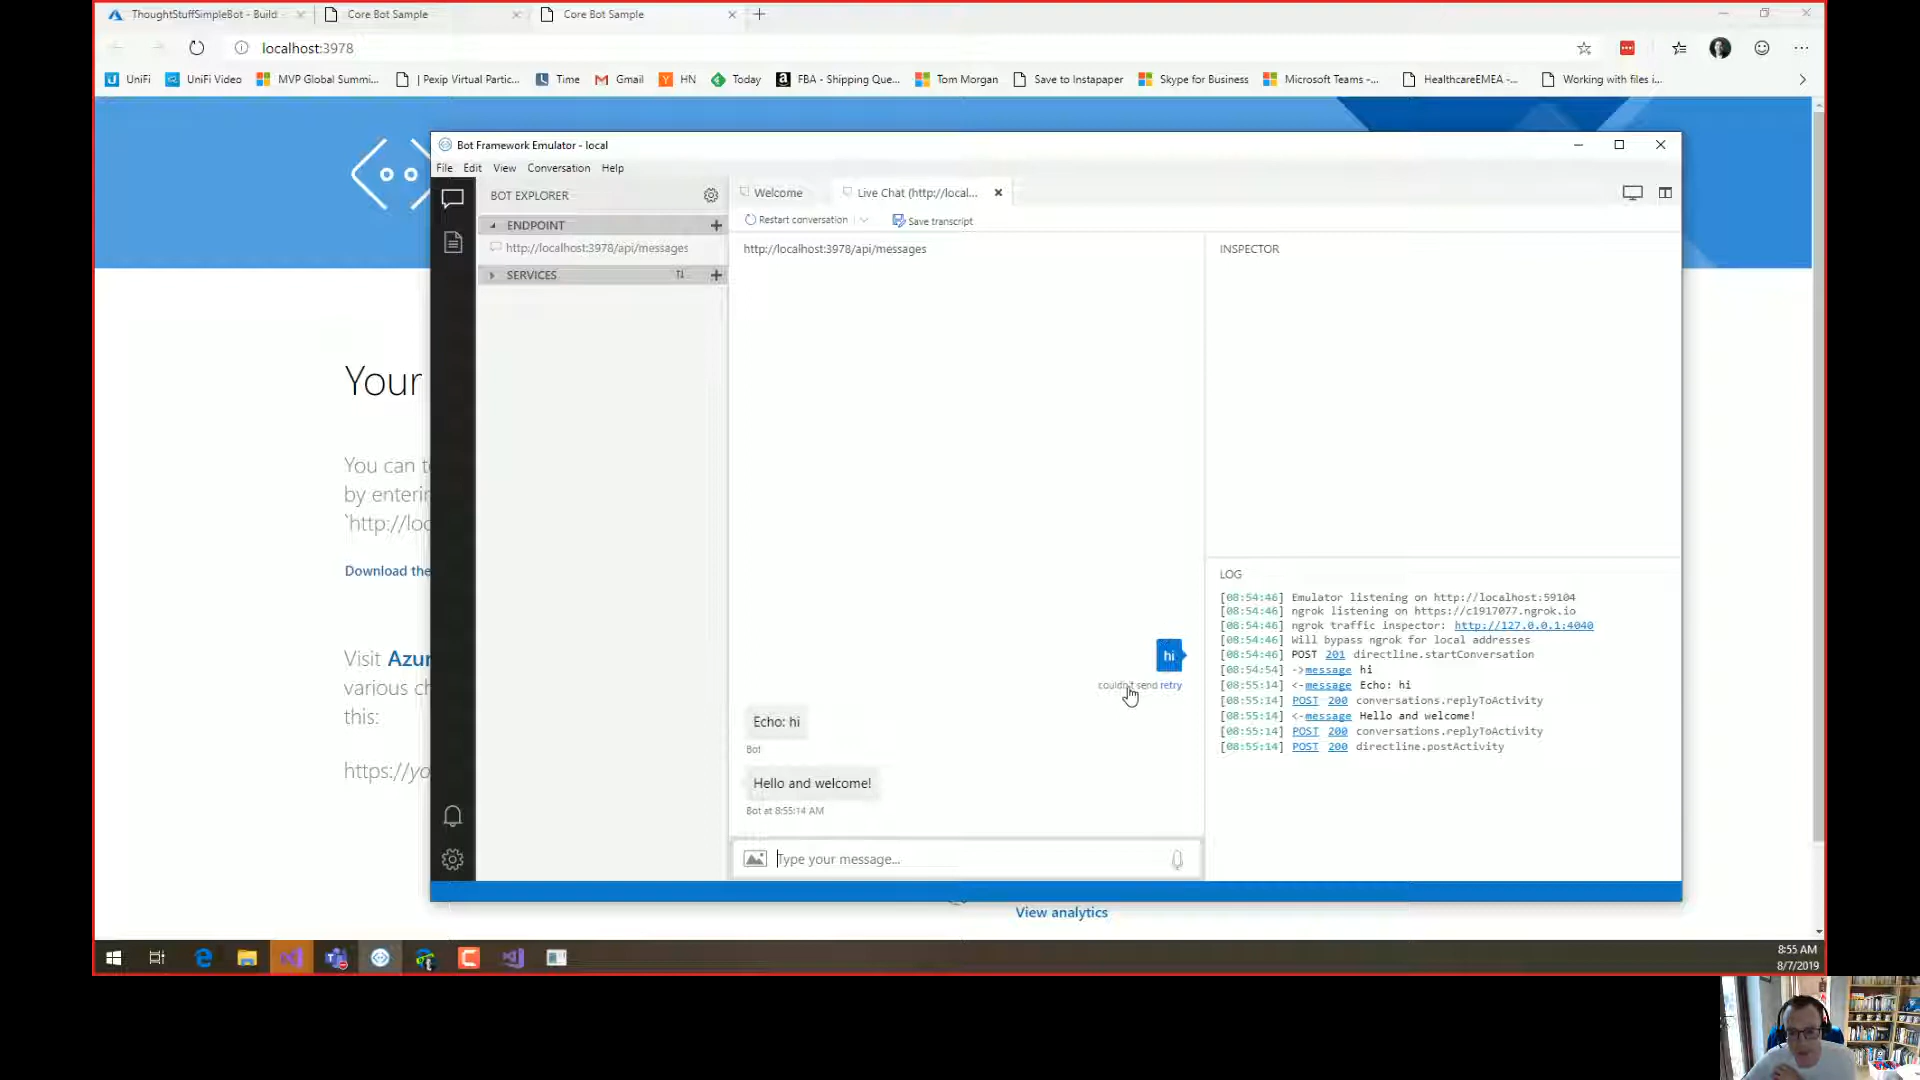 ThoughtStuffSimpleBot - Build
Core Bot Sample
Core Bot Sample
localhost:3978
UniFi
UniFi Video
MVP Global Summi...
| Pexip Virtual Partic...
Time
Gmail
HN
Today
FBA - Shipping Que...
Tom Morgan
Save to Instapaper
Skype for Business
Microsoft Teams -...
HealthcareEMEA -...
Working with files i...
Bot Framework Emulator - local
File Edit View Conversation Help
BOT EXPLORER
Welcome
Live Chat (http://local...
ENDPOINT
Restart conversation
Save transcript
http://localhost:3978/api/messages
http://localhost:3978/api/messages
INSPECTOR
SERVICES
Your
You can t
by enterin
`http://loc
Download the
Visit Azur
various ch
this:
https://yo
hi
couldn't send retry
Echo: hi
Bot
Hello and welcome!
Bot at 8:55:14 AM
Type your message...
LOG
[08:54:46] Emulator listening on http://localhost:59104
[08:54:46] ngrok listening on https://c1917077.ngrok.io
[08:54:46] ngrok traffic inspector: http://127.0.0.1:4040
[08:54:46] Will bypass ngrok for local addresses
[08:54:46] POST 201 directline.startConversation
[08:54:54] ->message hi
[08:55:14] <-message Echo: hi
[08:55:14] POST 200 conversations.replyToActivity
[08:55:14] <-message Hello and welcome!
[08:55:14] POST 200 conversations.replyToActivity
[08:55:14] POST 200 directline.postActivity
View analytics
8:55 AM
8/7/2019